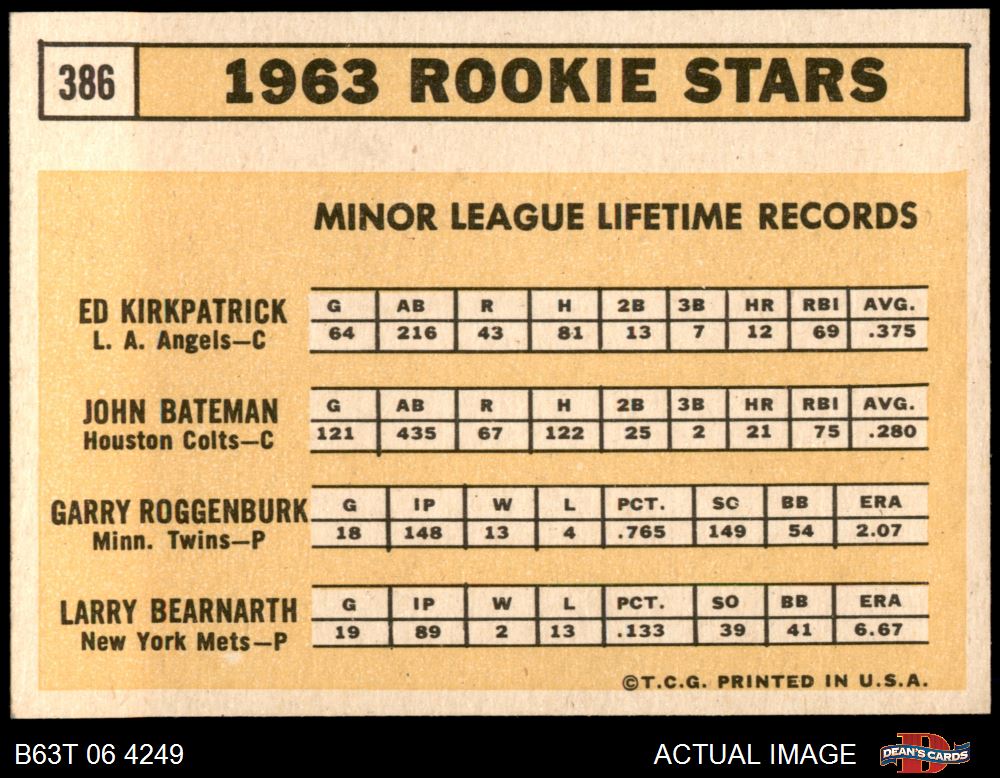 386 1963 ROOKIE STARS
MINOR LEAGUE LIFETIME RECORDS
ED KIRKPATRICK
L. A. Angels—C
G AB R H 2B 3B HR RBI AVG.
64 216 43 81 13 7 12 69 .375
JOHN BATEMAN
Houston Colts—C
G AB R H 2B 3B HR RBI AVG.
121 435 67 122 25 2 21 75 .280
GARRY ROGGENBURK
Minn. Twins—P
G IP W L PCT. SO BB ERA
18 148 13 4 .765 149 54 2.07
LARRY BEARNARTH
New York Mets—P
G IP W L PCT. SO BB ERA
19 89 2 13 .133 39 41 6.67
©T.C.G. PRINTED IN U.S.A.
B63T 06 4249 ACTUAL IMAGE DEAN'S CARDS